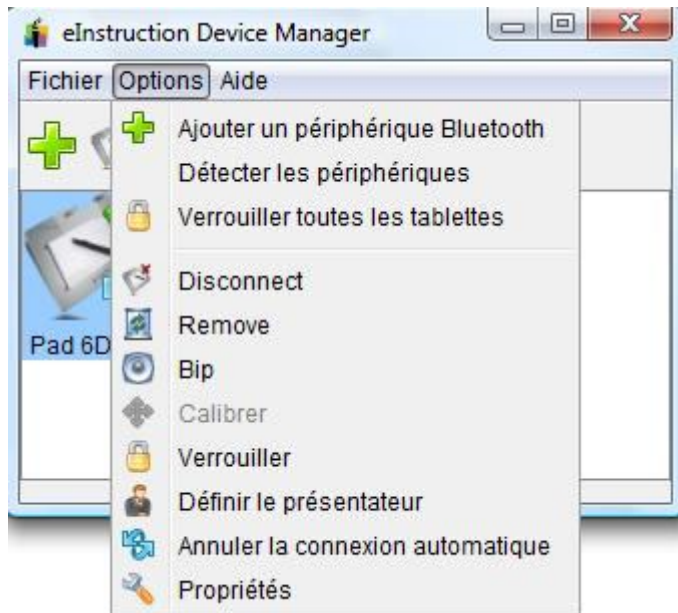 eInstruction Device Manager
Fichier Options Aide
Ajouter un périphérique Bluetooth
Détecter les périphériques
Verrouiller toutes les tablettes
Disconnect
Remove
Pad 6D
Bip
Calibrer
Verrouiller
Définir le présentateur
Annuler la connexion automatique
Propriétés